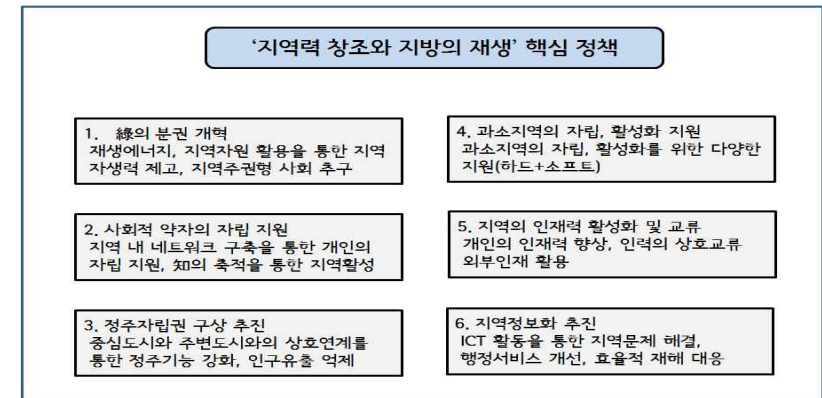 ‘지역력 창조와 지방의 재생’ 핵심 정책
1. 綠의 분권 개혁
재생에너지, 지역자원 활용을 통한 지역
자생력 제고, 지역주권형 사회 추구
2. 사회적 약자의 자립 지원
지역 내 네트워크 구축을 통한 개인의
자립 지원, 知의 축적을 통한 지역활성
3. 정주자립권 구상 추진
중심도시와 주변도시와의 상호연계를
통한 정주기능 강화, 인구유출 억제
4. 과소지역의 자립, 활성화 지원
과소지역의 자립, 활성화를 위한 다양한
지원(하드+소프트)
5. 지역의 인재력 활성화 및 교류
개인의 인재력 향상, 인력의 상호교류
외부인재 활용
6. 지역정보화 추진
ICT 활동을 통한 지역문제 해결,
행정서비스 개선, 효율적 재해 대응